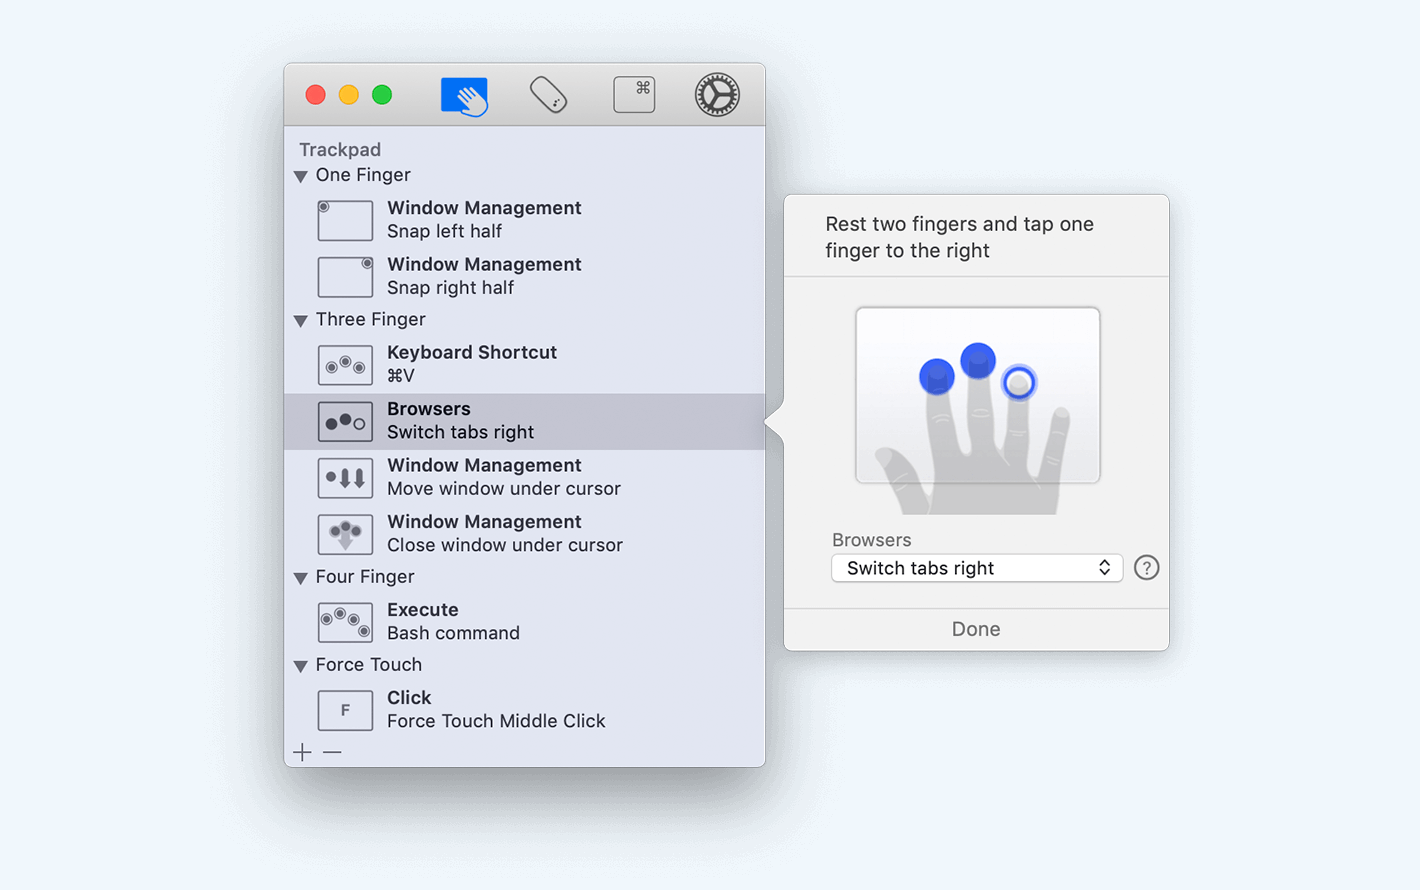 ⌘
Trackpad
One Finger
Window Management
Snap left half
Window Management
Snap right half
Three Finger
Keyboard Shortcut
⌘V
Browsers
Switch tabs right
Window Management
Move window under cursor
Window Management
Close window under cursor
Four Finger
Execute
Bash command
Force Touch
F
Click
Force Touch Middle Click
Rest two fingers and tap one
finger to the right
Browsers
Switch tabs right
?
Done